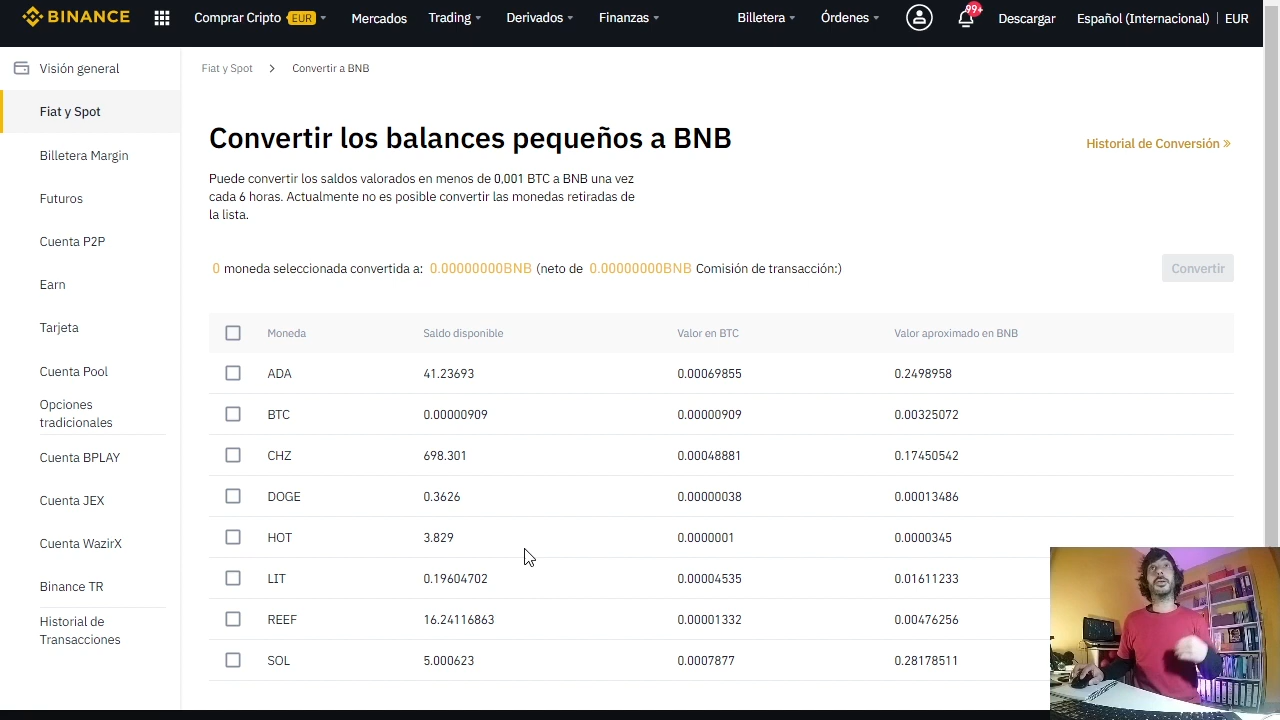 BINANCE Comprar Cripto EUR Mercados Trading Derivados Finanzas Billetera Órdenes 99+ Descargar Español (Internacional) | EUR
Visión general
Fiat y Spot
Billetera Margin
Futuros
Cuenta P2P
Earn
Tarjeta
Cuenta Pool
Opciones
tradicionales
Cuenta BPLAY
Cuenta JEX
Cuenta WazirX
Binance TR
Historial de
Transacciones
Fiat y Spot > Convertir a BNB
Convertir los balances pequeños a BNB
Historial de Conversión »
Puede convertir los saldos valorados en menos de 0,001 BTC a BNB una vez
cada 6 horas. Actualmente no es posible convertir las monedas retiradas de
la lista.
0 moneda seleccionada convertida a: 0.00000000BNB (neto de 0.00000000BNB Comisión de transacción:)
Convertir
Moneda Saldo disponible Valor en BTC Valor aproximado en BNB
ADA 41.23693 0.00069855 0.2498958
BTC 0.00000909 0.00000909 0.00325072
CHZ 698.301 0.00048881 0.17450542
DOGE 0.3626 0.00000038 0.00013486
HOT 3.829 0.0000001 0.0000345
LIT 0.19604702 0.00004535 0.01611233
REEF 16.24116863 0.00001332 0.00476256
SOL 5.000623 0.0007877 0.28178511